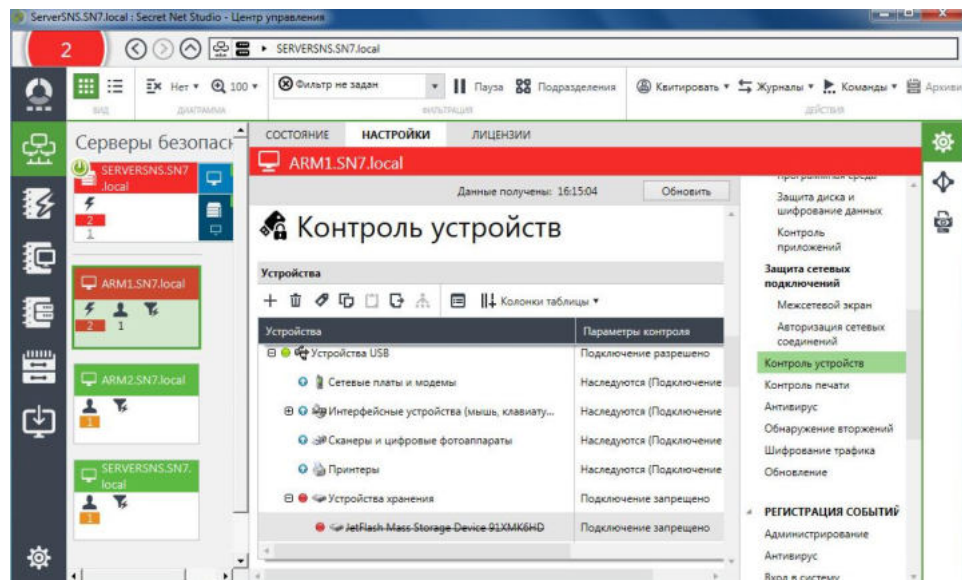 ServerSNS.SN7.local : Secret Net Studio - Центр управления
2
SERVERSNS.SN7.local
Нет
100
Фильтр не задан
Пауза
Подразделения
Квитировать
Журналы
Команды
Архиви
ВИД
ДИАГРАММА
ФИЛЬТРАЦИЯ
ДЕЙСТВИЯ
Серверы безопасн
SERVERSNS.SN7
.local
2
1
ARM1.SN7.local
2
1
ARM2.SN7.local
1
SERVERSNS.SN7.
local
1
СОСТОЯНИЕ
НАСТРОЙКИ
ЛИЦЕНЗИИ
ARM1.SN7.local
Данные получены: 16:15:04
Обновить
Контроль устройств
Устройства
Колонки таблицы
Устройства
Параметры контроля
Устройства USB
Подключение разрешено
Сетевые платы и модемы
Наследуются (Подключение
Интерфейсные устройства (мышь, клавиату...
Наследуются (Подключение
Сканеры и цифровые фотоаппараты
Наследуются (Подключение
Принтеры
Наследуются (Подключение
Устройства хранения
Подключение запрещено
JetFlash Mass Storage Device 91XMK6HD
Подключение запрещено
Программная среда
Защита диска и
шифрование данных
Контроль
приложений
Защита сетевых
подключений
Межсетевой экран
Авторизация сетевых
соединений
Контроль устройств
Контроль печати
Антивирус
Обнаружение вторжений
Шифрование трафика
Обновление
РЕГИСТРАЦИЯ СОБЫТИЙ
Администрирование
Антивирус
Вход в систему